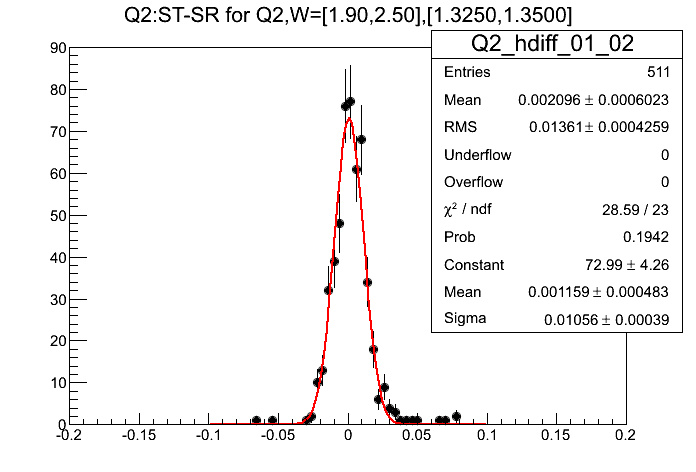 Q2:ST-SR for Q2,W=[1.90,2.50],[1.3250,1.3500]
Q2_hdiff_01_02
Entries 511
Mean 0.002096 ± 0.0006023
RMS 0.01361 ± 0.0004259
Underflow 0
Overflow 0
χ² / ndf 28.59 / 23
Prob 0.1942
Constant 72.99 ± 4.26
Mean 0.001159 ± 0.000483
Sigma 0.01056 ± 0.00039
90
80
70
60
50
40
30
20
10
0
-0.2 -0.15 -0.1 -0.05 0 0.05 0.1 0.15 0.2